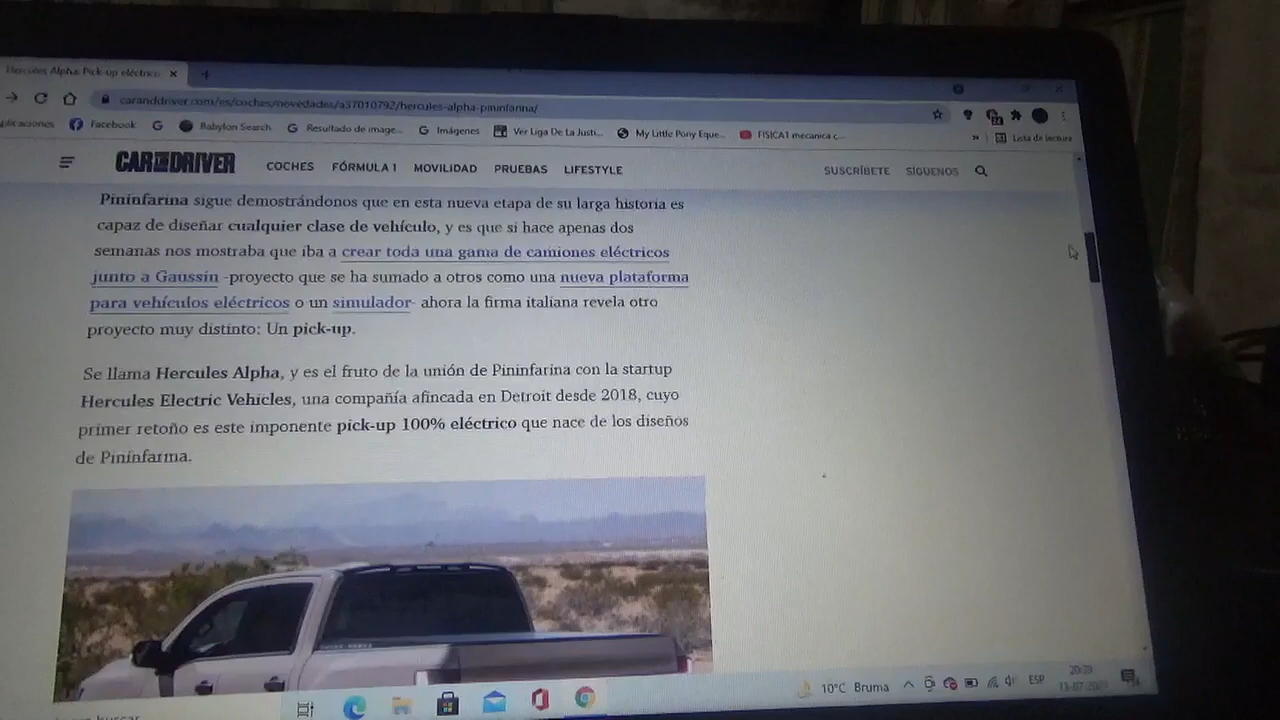 Hercules Alpha: Pick-up eléctric
caranddriver.com/es/coches/novedades/a37010792/hercules-alpha-pininfarina/
plicaciones Facebook Babylon Search Resultado de image... Imágenes Ver Liga De La Justi... My Little Pony Eque... FISICA1 mecanica c... » Lista de lectura
CAR AND DRIVER COCHES FÓRMULA 1 MOVILIDAD PRUEBAS LIFESTYLE SUSCRÍBETE SÍGUENOS
Pininfarina sigue demostrándonos que en esta nueva etapa de su larga historia es
capaz de diseñar cualquier clase de vehículo, y es que si hace apenas dos
semanas nos mostraba que iba a crear toda una gama de camiones eléctricos
junto a Gaussin -proyecto que se ha sumado a otros como una nueva plataforma
para vehículos eléctricos o un simulador- ahora la firma italiana revela otro
proyecto muy distinto: Un pick-up.
Se llama Hercules Alpha, y es el fruto de la unión de Pininfarina con la startup
Hercules Electric Vehicles, una compañía afincada en Detroit desde 2018, cuyo
primer retoño es este imponente pick-up 100% eléctrico que nace de los diseños
de Pininfarina.
10°C Bruma ESP
buscar